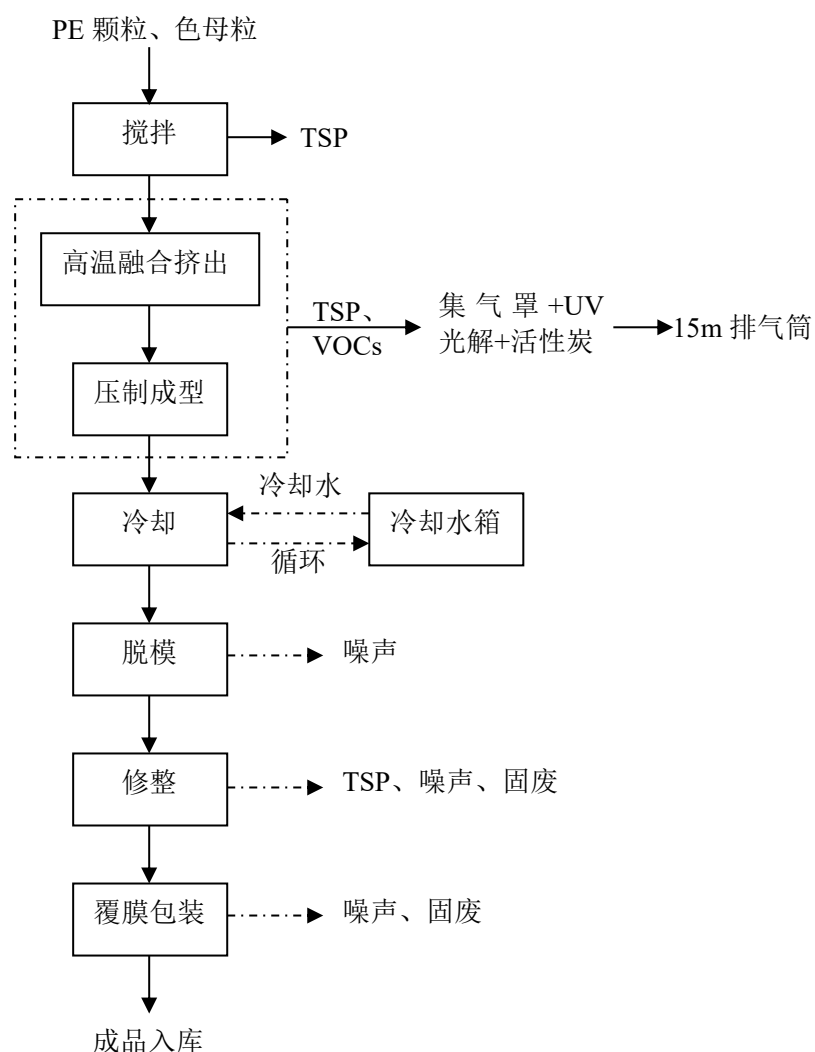 PE 颗粒、色母粒
搅拌
TSP
高温融合挤出
TSP、
VOCs
集 气 罩 +UV
光解+活性炭
15m 排气筒
压制成型
冷却水
冷却
冷却水箱
循环
脱模
噪声
修整
TSP、噪声、固废
覆膜包装
噪声、固废
成品入库